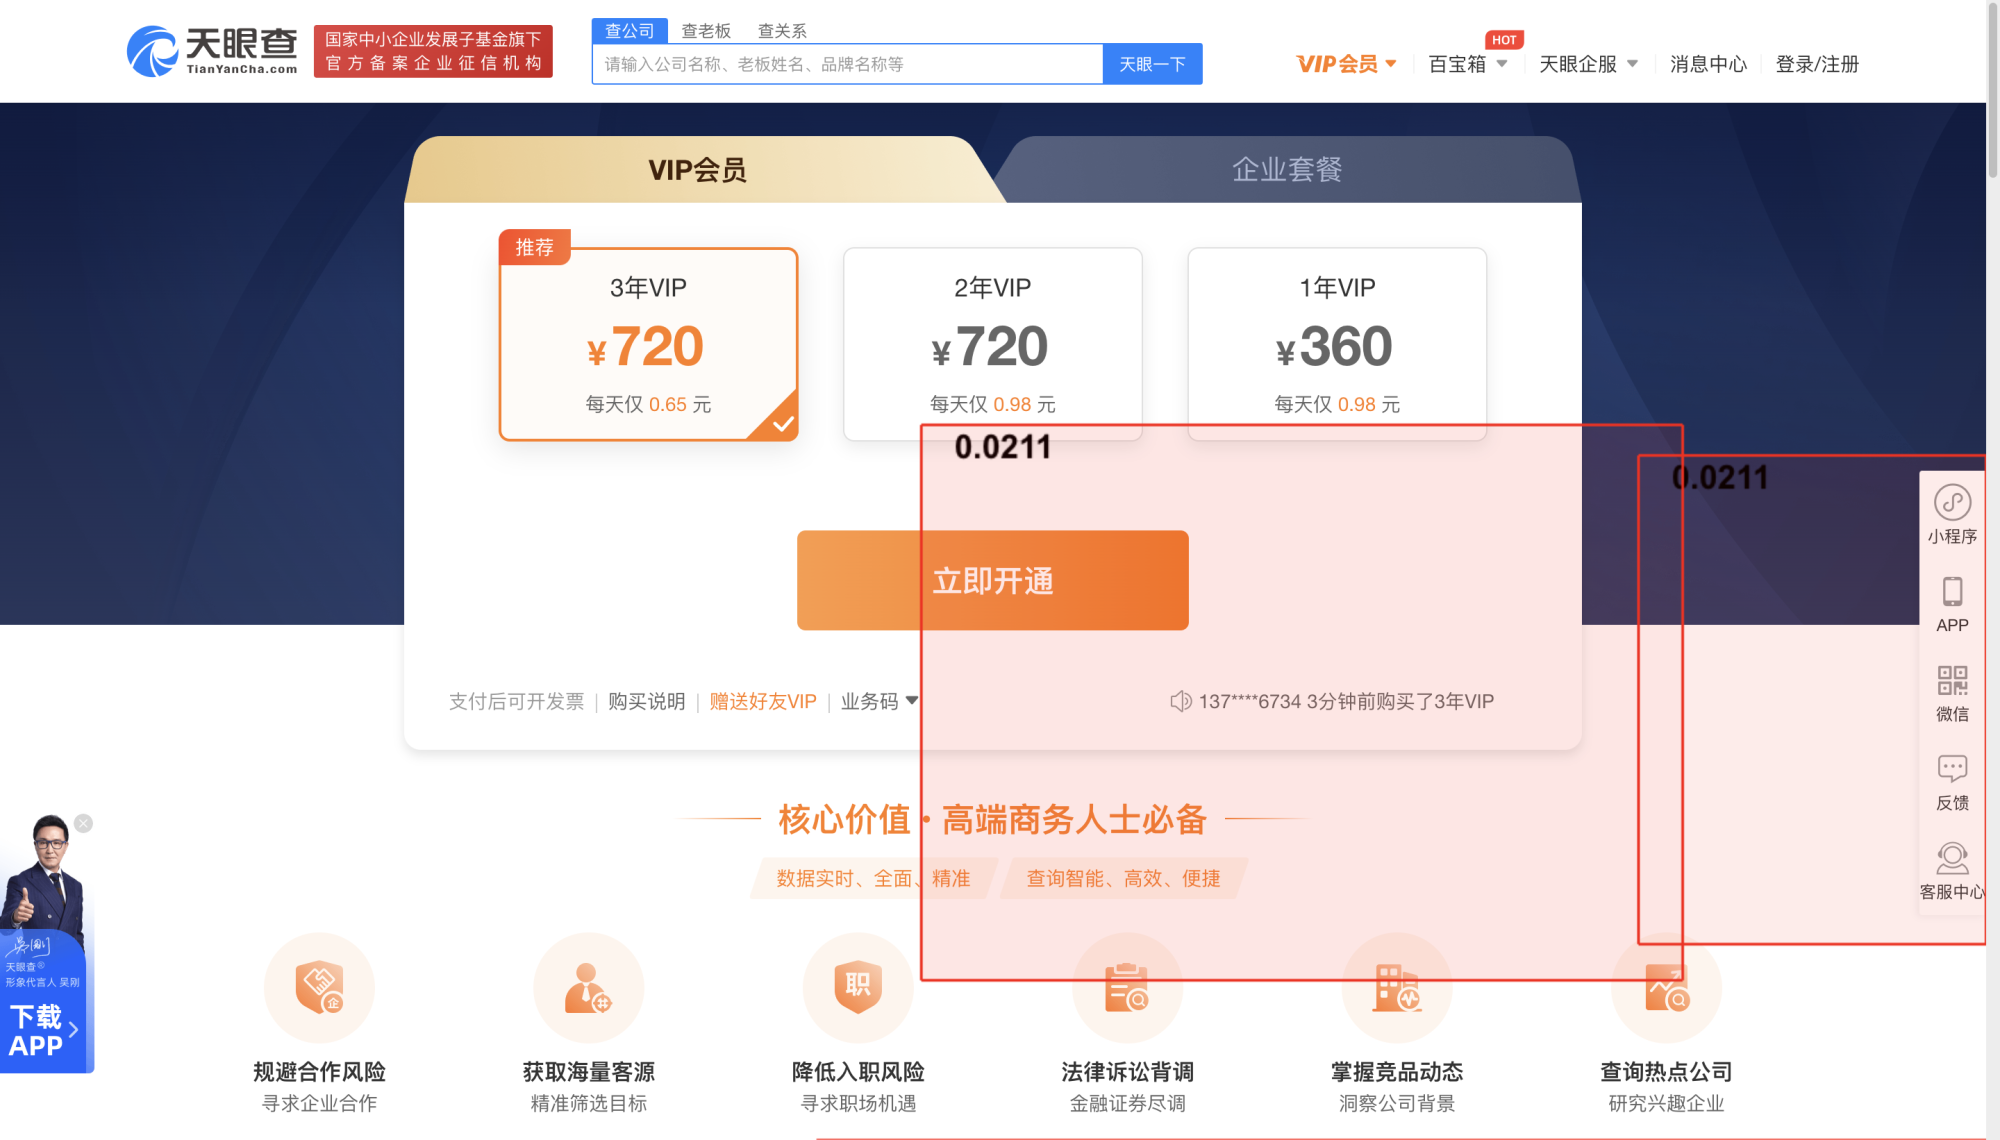 天眼查
TianYanCha.com
国家中小企业发展子基金旗下
官方备案企业征信机构
查公司 查老板 查关系
请输入公司名称、老板姓名、品牌名称等
天眼一下
VIP会员
百宝箱
HOT
天眼企服
消息中心
登录/注册
VIP会员
企业套餐
推荐
3年VIP
¥720
每天仅 0.65 元
2年VIP
¥720
每天仅 0.98 元
1年VIP
¥360
每天仅 0.98 元
0.0211
0.0211
立即开通
支付后可开发票 | 购买说明 | 赠送好友VIP | 业务码
137****6734 3分钟前购买了3年VIP
小程序
APP
微信
反馈
客服中心
核心价值·高端商务人士必备
数据实时、全面、精准
查询智能、高效、便捷
吴刚
天眼查®
形象代言人 吴刚
下载
APP
企
职
规避合作风险
寻求企业合作
获取海量客源
精准筛选目标
降低入职风险
寻求职场机遇
法律诉讼背调
金融证券尽调
掌握竞品动态
洞察公司背景
查询热点公司
研究兴趣企业